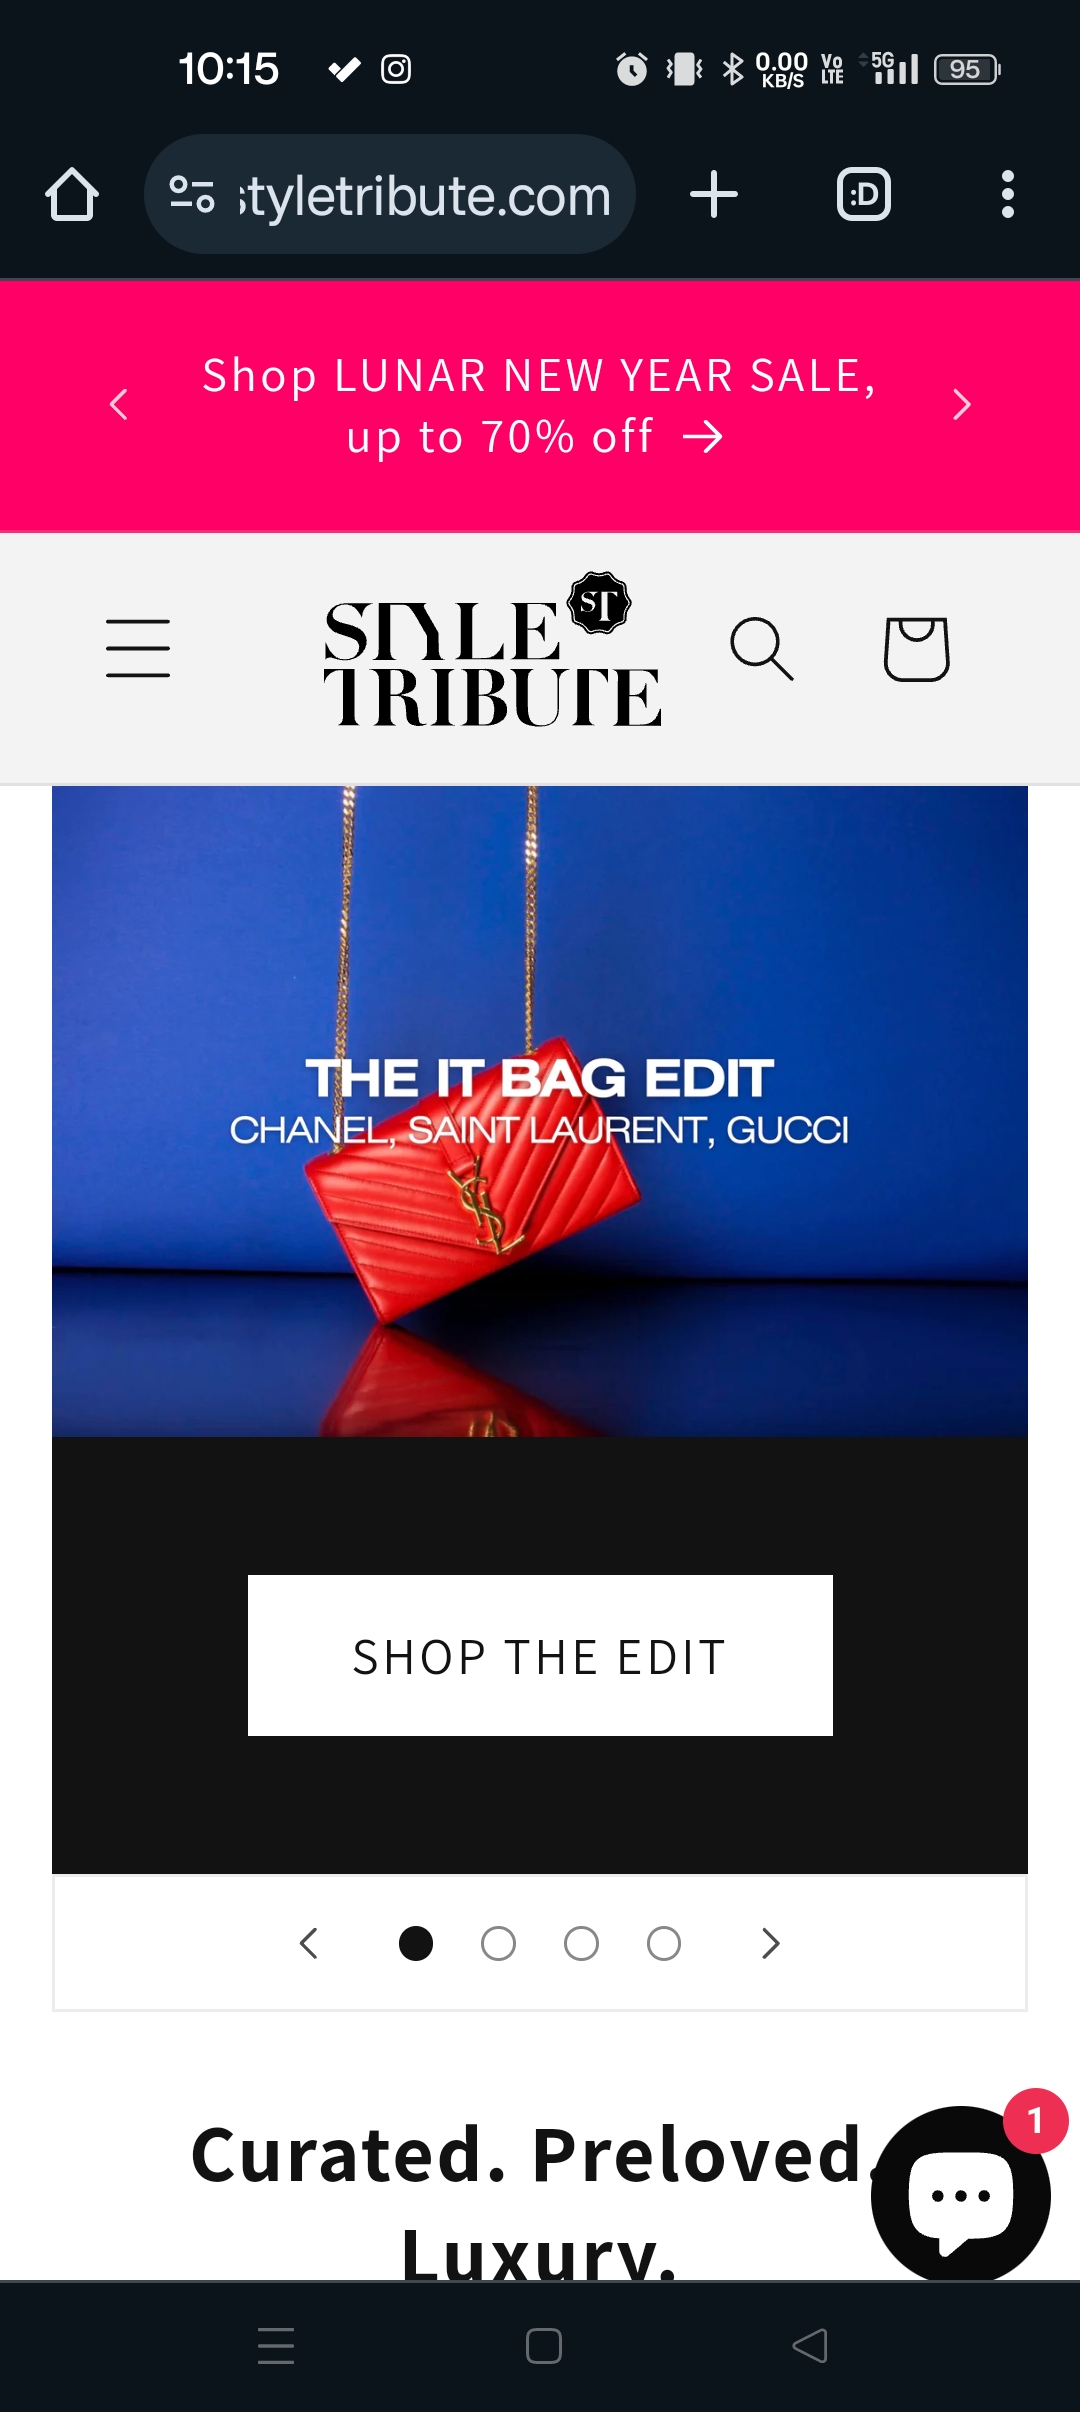 10:15
0.00
KB/S
Vo
LTE
5G
95
styletribute.com
:D
Shop LUNAR NEW YEAR SALE,
up to 70% off →
STYLE ST
TRIBUTE
THE IT BAG EDIT
CHANEL, SAINT LAURENT, GUCCI
YSL
SHOP THE EDIT
1
Curated. Preloved.
Luxury.